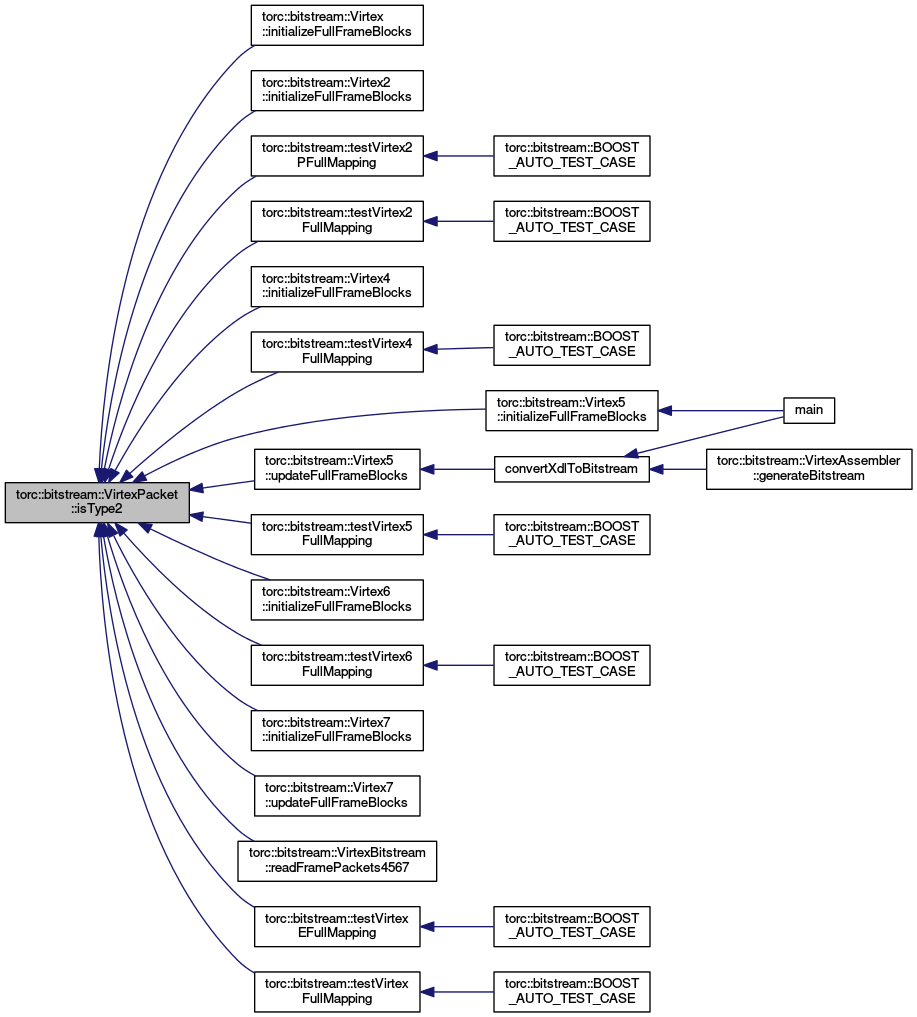 torc::bitstream::Virtex
::initializeFullFrameBlocks
torc::bitstream::Virtex2
::initializeFullFrameBlocks
torc::bitstream::testVirtex2
PFullMapping
torc::bitstream::BOOST
_AUTO_TEST_CASE
torc::bitstream::testVirtex2
FullMapping
torc::bitstream::BOOST
_AUTO_TEST_CASE
torc::bitstream::Virtex4
::initializeFullFrameBlocks
torc::bitstream::testVirtex4
FullMapping
torc::bitstream::BOOST
_AUTO_TEST_CASE
torc::bitstream::Virtex5
::initializeFullFrameBlocks
main
torc::bitstream::Virtex5
::updateFullFrameBlocks
convertXdlToBitstream
torc::bitstream::VirtexAssembler
::generateBitstream
torc::bitstream::VirtexPacket
::isType2
torc::bitstream::testVirtex5
FullMapping
torc::bitstream::BOOST
_AUTO_TEST_CASE
torc::bitstream::Virtex6
::initializeFullFrameBlocks
torc::bitstream::testVirtex6
FullMapping
torc::bitstream::BOOST
_AUTO_TEST_CASE
torc::bitstream::Virtex7
::initializeFullFrameBlocks
torc::bitstream::Virtex7
::updateFullFrameBlocks
torc::bitstream::VirtexBitstream
::readFramePackets4567
torc::bitstream::testVirtex
EFullMapping
torc::bitstream::BOOST
_AUTO_TEST_CASE
torc::bitstream::testVirtex
FullMapping
torc::bitstream::BOOST
_AUTO_TEST_CASE